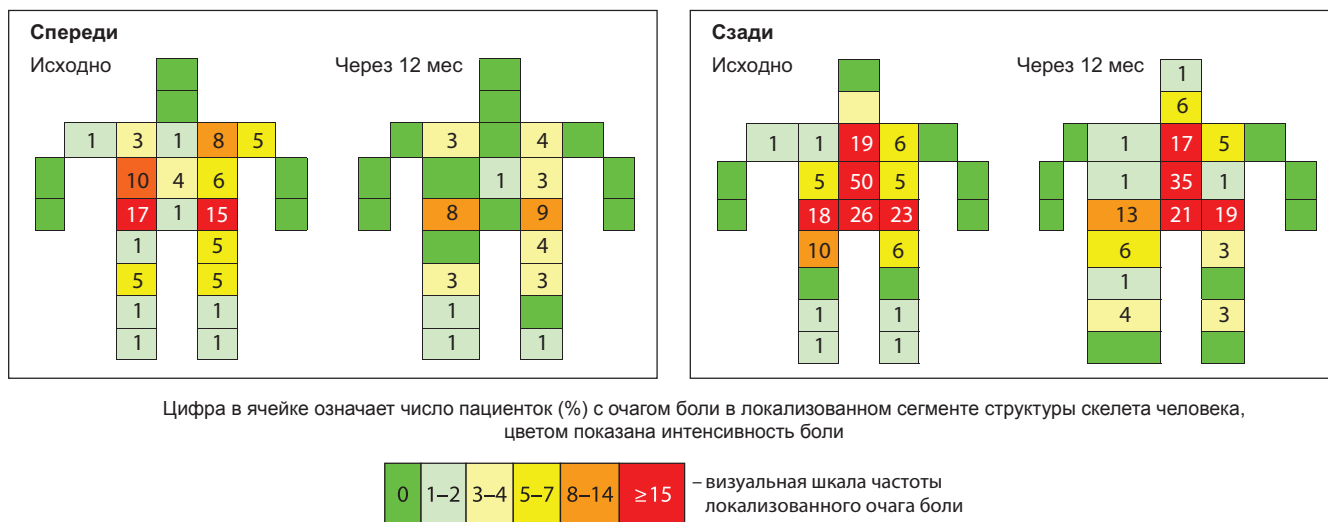 Спереди
Исходно
Через 12 мес
1 3 1 8 5
3 4
10 4 6
1 3
17 1 15
8 9
1 5
4
5 5
3 3
1 1
1
1 1
1 1
Сзади
Исходно
Через 12 мес
1
6
1 1 19 6
1 17 5
5 50 5
1 35 1
18 26 23
13 21 19
10 6
6 3
1
1 1
4 3
1 1
Цифра в ячейке означает число пациенток (%) с очагом боли в локализованном сегменте структуры скелета человека,
цветом показана интенсивность боли
0 1–2 3–4 5–7 8–14 ≥15
– визуальная шкала частоты
локализованного очага боли